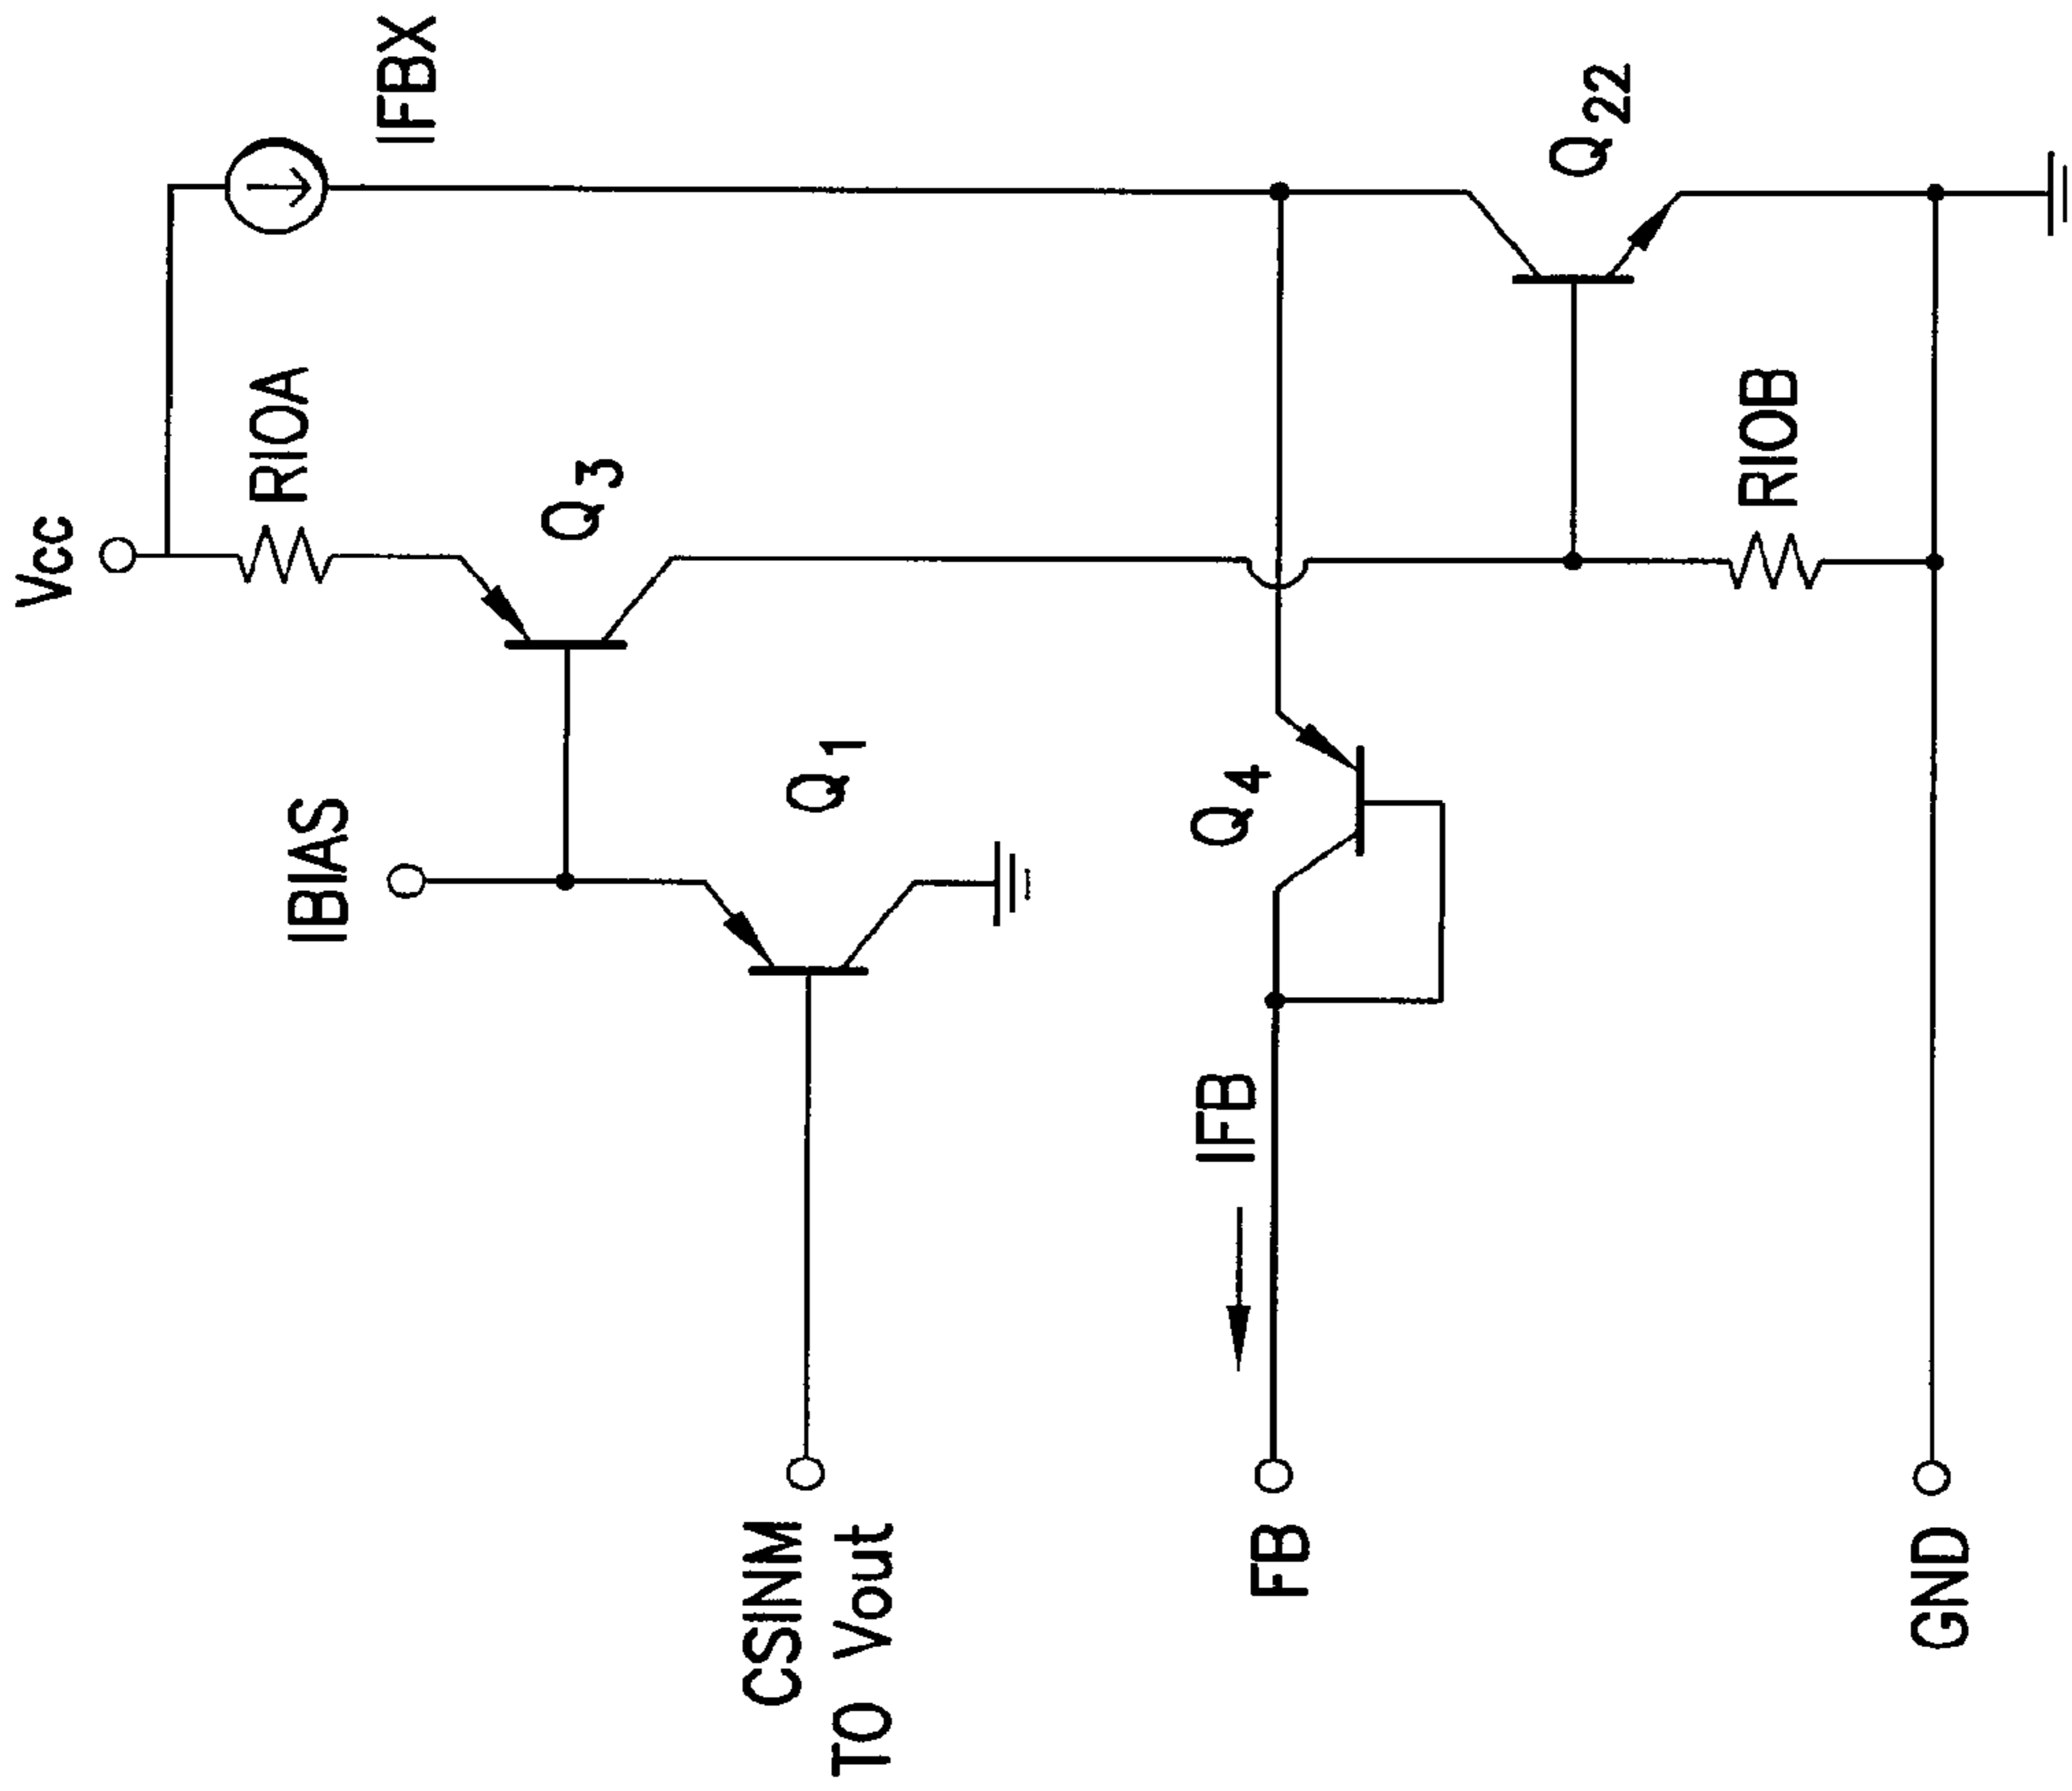 Vcc
IFBX
RIOA
Q3
IBIAS
Q1
Q22
Q4
RIOB
IFB
CSINM
TO Vout
FB
GND